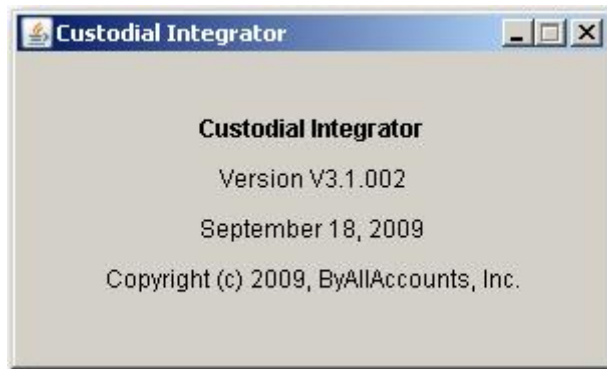 Custodial Integrator
Custodial Integrator
Version V3.1.002
September 18, 2009
Copyright (c) 2009, ByAllAccounts, Inc.